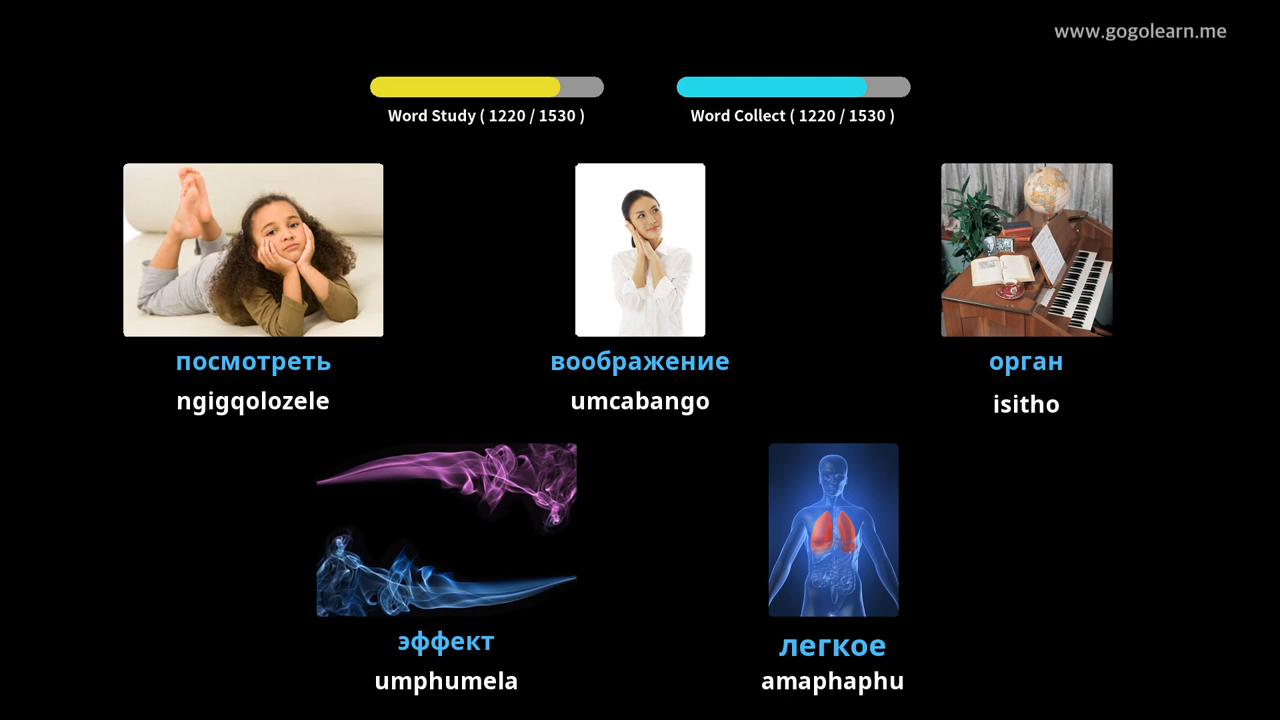 www.gogolearn.me
Word Study ( 1220 / 1530 )
Word Collect ( 1220 / 1530 )
посмотреть
ngigqolozele
воображение
umcabango
орган
isitho
эффект
umphumela
легкое
amaphaphu